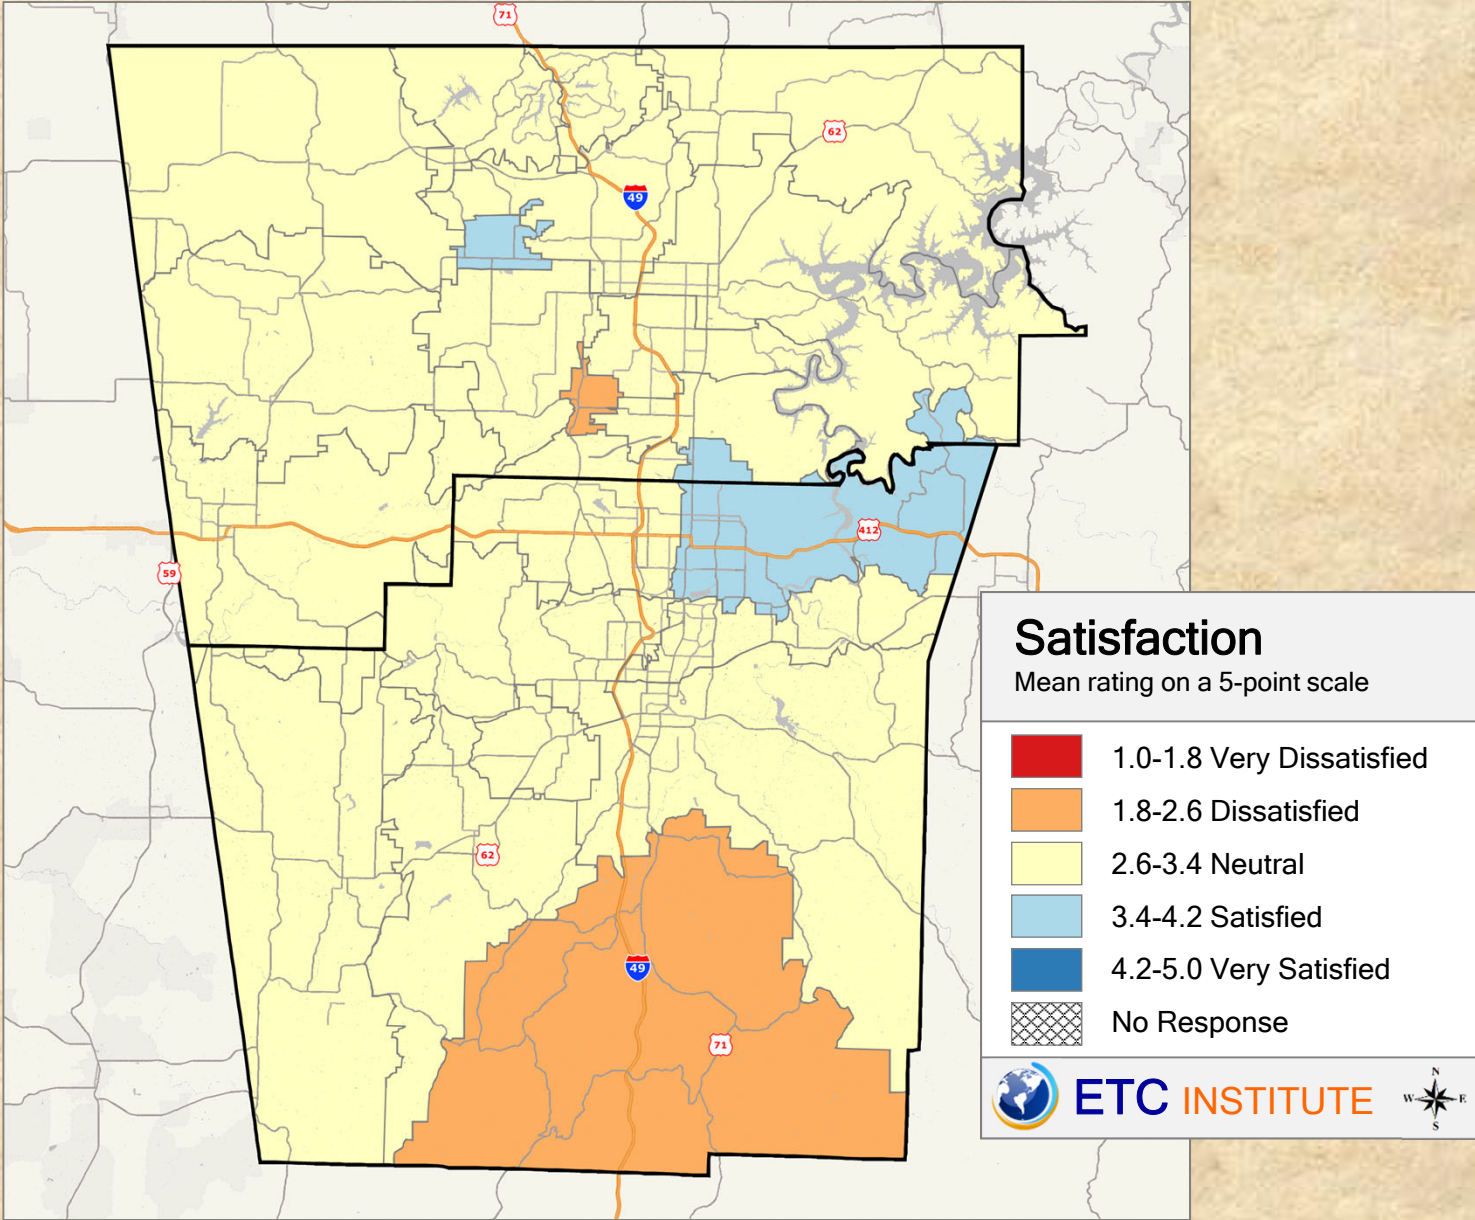 71
62
49
412
59
62
49
71
Satisfaction
Mean rating on a 5-point scale
1.0-1.8 Very Dissatisfied
1.8-2.6 Dissatisfied
2.6-3.4 Neutral
3.4-4.2 Satisfied
4.2-5.0 Very Satisfied
No Response
ETC INSTITUTE
N
W E
S